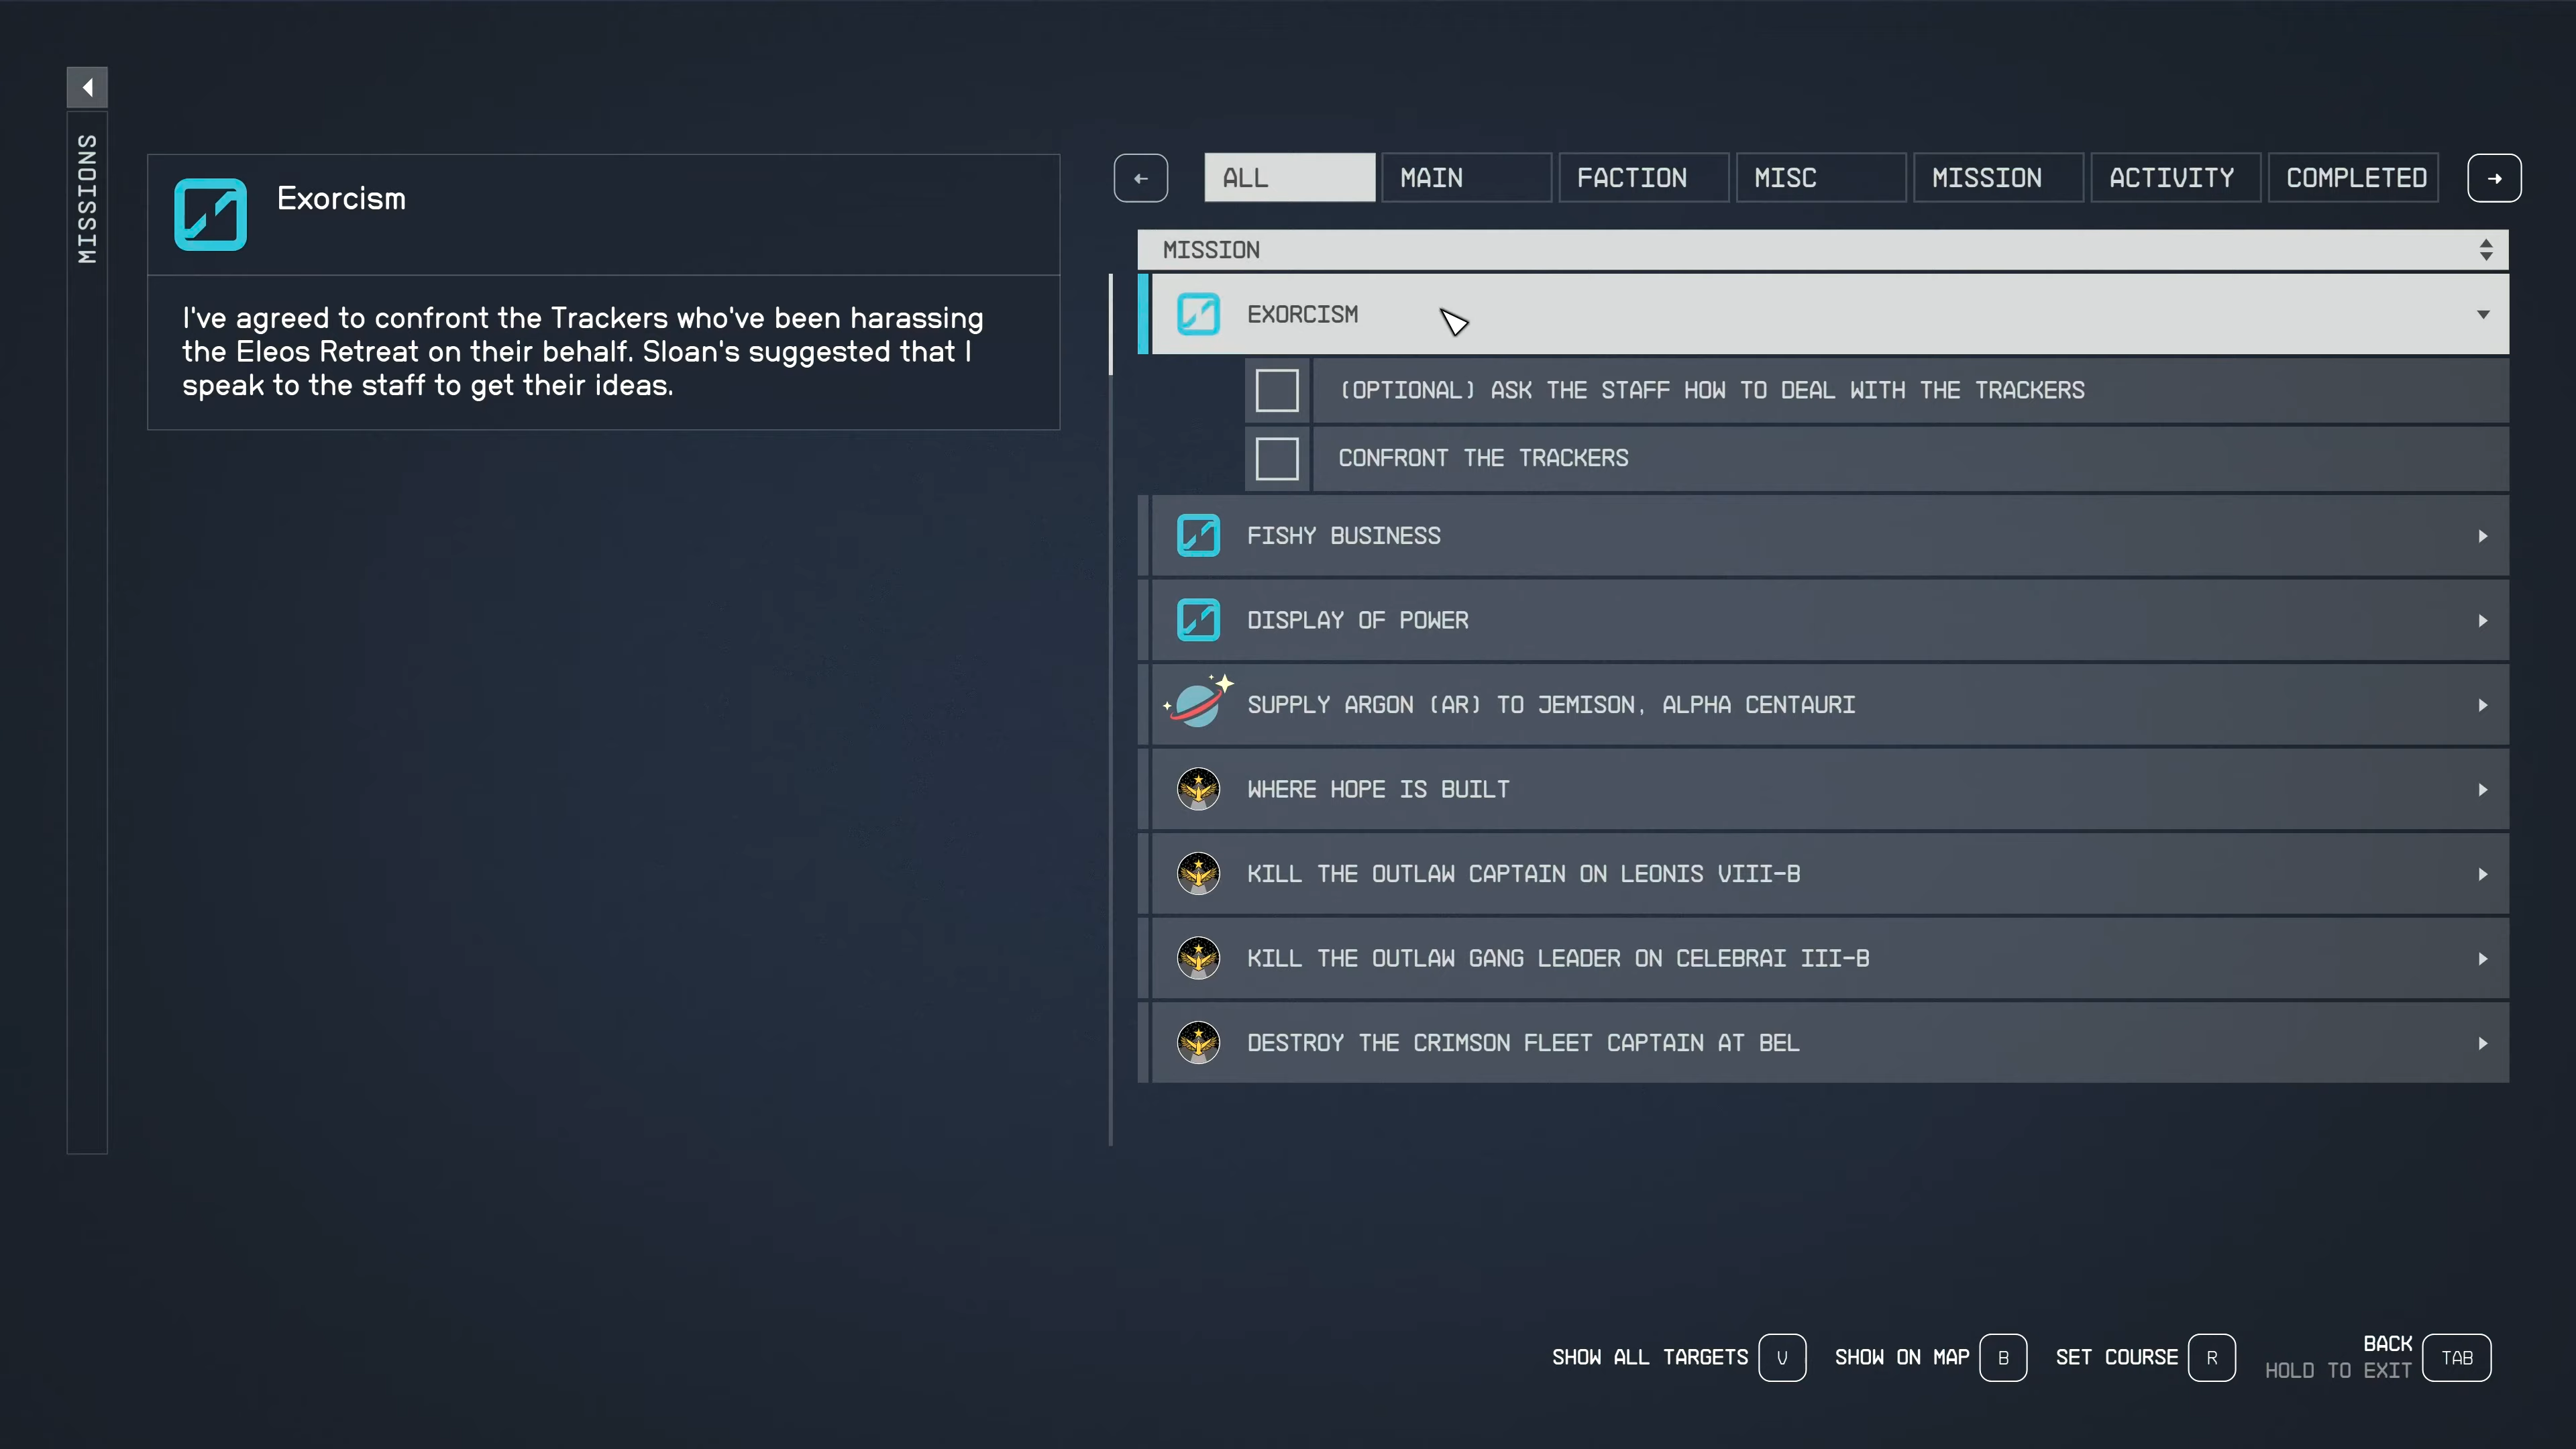 MISSIONS
Exorcism
I've agreed to confront the Trackers who've been harassing
the Eleos Retreat on their behalf. Sloan's suggested that I
speak to the staff to get their ideas.
ALL
MAIN
FACTION
MISC
MISSION
ACTIVITY
COMPLETED
MISSION
EXORCISM
(OPTIONAL) ASK THE STAFF HOW TO DEAL WITH THE TRACKERS
CONFRONT THE TRACKERS
FISHY BUSINESS
DISPLAY OF POWER
SUPPLY ARGON (AR) TO JEMISON, ALPHA CENTAURI
WHERE HOPE IS BUILT
KILL THE OUTLAW CAPTAIN ON LEONIS VIII-B
KILL THE OUTLAW GANG LEADER ON CELEBRAI III-B
DESTROY THE CRIMSON FLEET CAPTAIN AT BEL
SHOW ALL TARGETS V
SHOW ON MAP B
SET COURSE R
BACK
HOLD TO EXIT
TAB